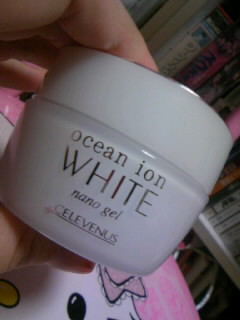 ocean ion
WHITE
nano gel
CELEVENUS